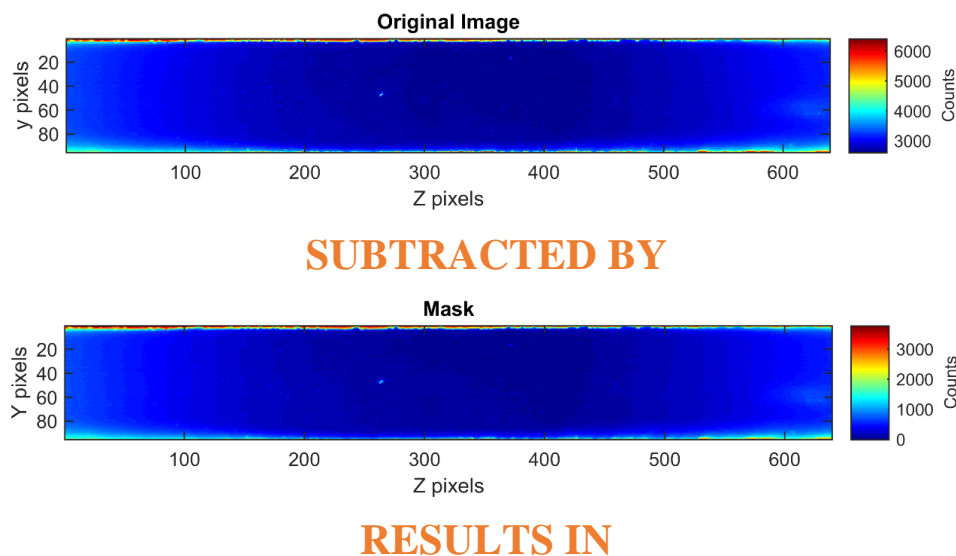 Original Image
y pixels
20
40
60
80
100
200
300
400
500
600
Z pixels
6000
5000
4000
3000
Counts
SUBTRACTED BY
Mask
Y pixels
20
40
60
80
100
200
300
400
500
600
Z pixels
3000
2000
1000
0
Counts
RESULTS IN